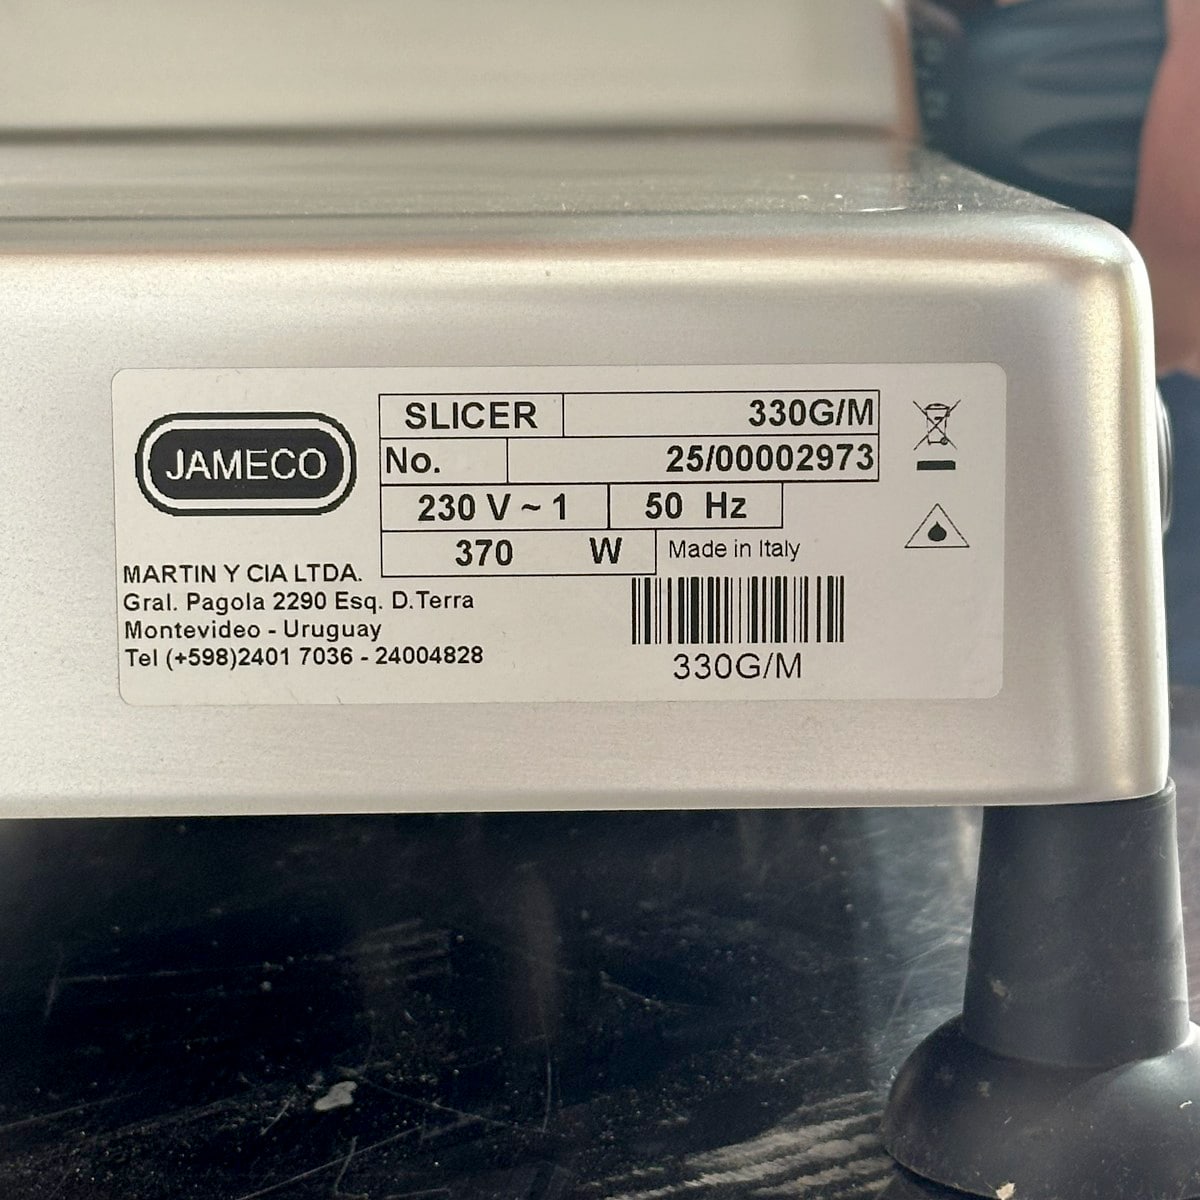 JAMECO
SLICER 330G/M
No. 25/00002973
230 V ~ 1 50 Hz
370 W Made in Italy
MARTIN Y CIA LTDA.
Gral. Pagola 2290 Esq. D.Terra
Montevideo - Uruguay
Tel (+598)2401 7036 - 24004828
330G/M